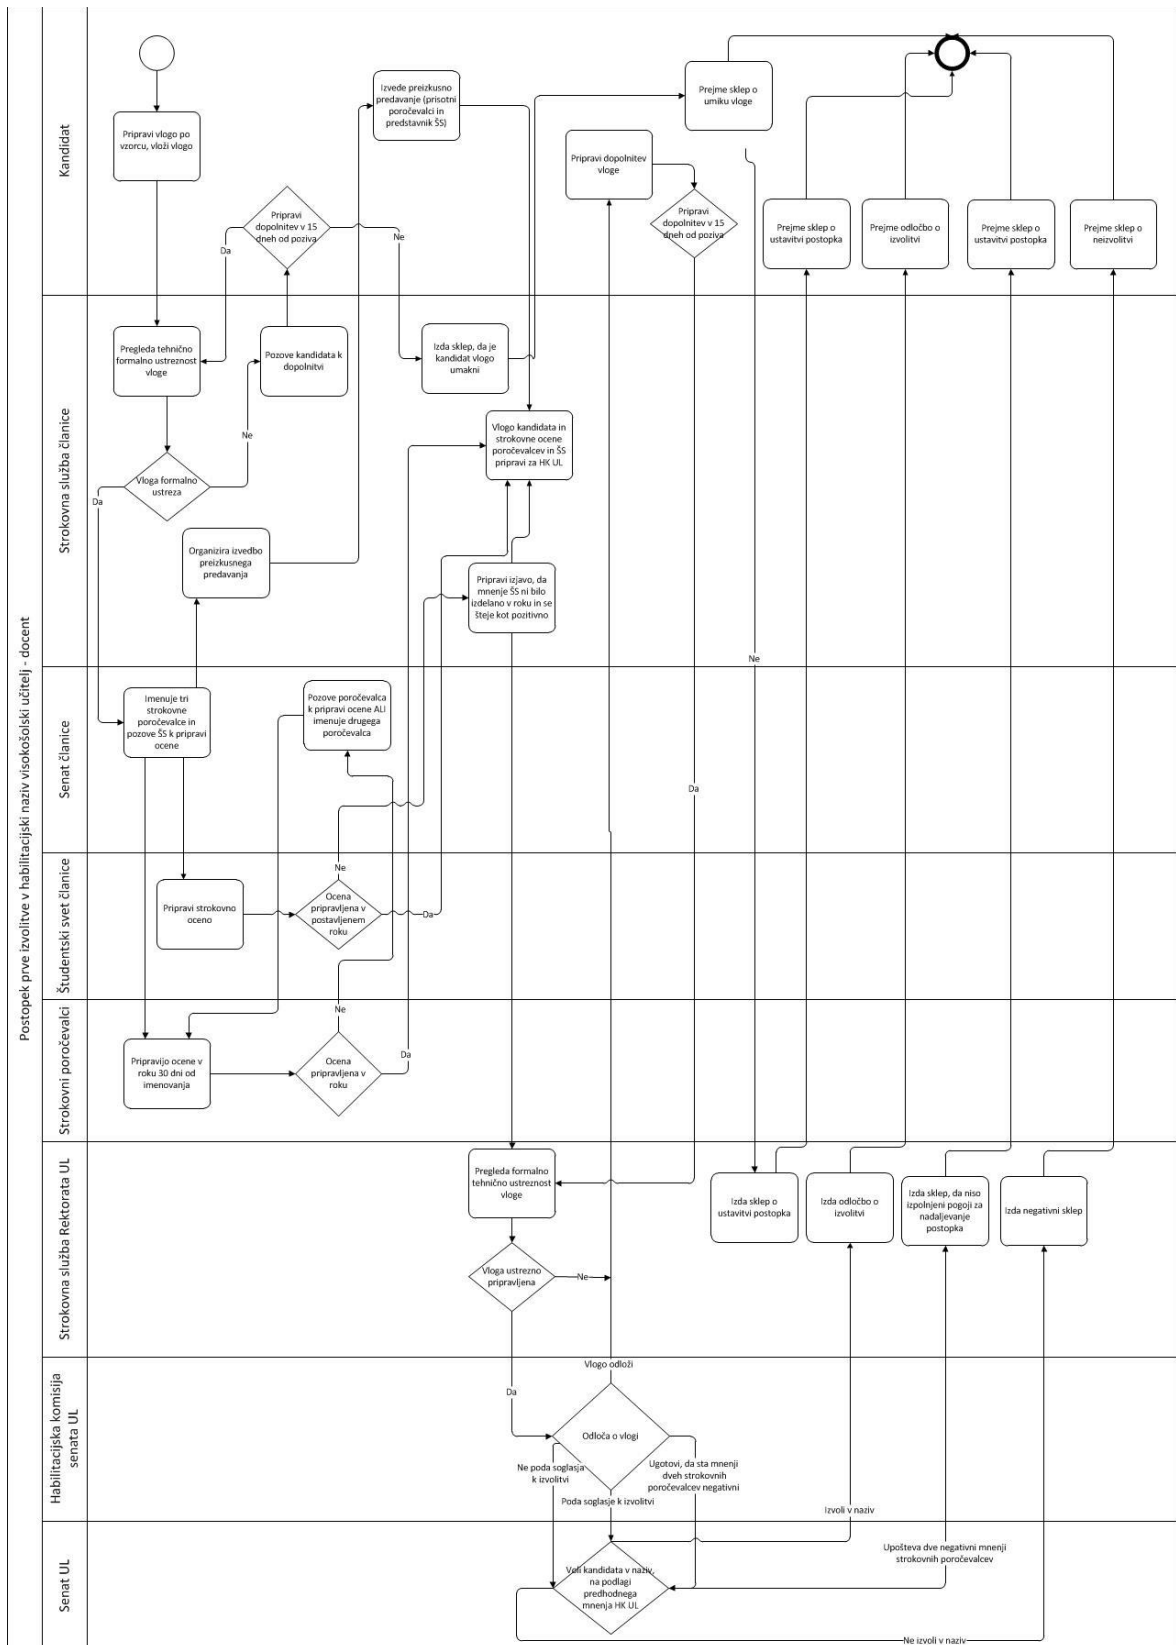 Postopek prve izvolitve v habilitacijski naziv visokošolski učitelj - docent
Kandidat
Pripravi vlogo po
vzorcu, vloži vlogo
Izvede preizkusno
predavanje (prisotni
poročevalci in
predstavnik ŠS)
Prejme sklep o
umiku vloge
Pripravi dopolnitev
vloge
Pripravi
dopolnitev v 15
dneh od poziva
Pripravi
dopolnitev v 15
dneh od poziva
Da
Ne
Prejme sklep o
ustavitvi postopka
Prejme odločbo o
izvolitvi
Prejme sklep o
ustavitvi postopka
Prejme sklep o
neizvolitvi
Strokovna služba članice
Pregleda tehnično
formalno ustreznost
vloge
Pozove kandidata k
dopolnitvi
Izda sklep, da je
kandidat vlogo
umakni
Ne
Vlogo kandidata in
strokovne ocene
poročevalcev in ŠS
pripravi za HK UL
Vloga formalno
ustreza
Da
Organizira izvedbo
preizkusnega
predavanja
Pripravi izjavo, da
mnenje ŠS ni bilo
izdelano v roku in se
šteje kot pozitivno
Ne
Senat članice
Imenuje tri
strokovne
poročevalce in
pozove ŠS k pripravi
ocene
Pozove poročevalca
k pripravi ocene ALI
imenuje drugega
poročevalca
Da
Študentski svet članice
Ne
Pripravi strokovno
oceno
Ocena
pripravljena v
postavljenem
roku
Da
Strokovni poročevalci
Ne
Pripravijo ocene v
roku 30 dni od
imenovanja
Ocena
pripravljena v
roku
Da
Strokovna služba Rektorata UL
Pregleda formalno
tehnično ustreznost
vloge
Izda sklep o
ustavitvi postopka
Izda odločbo o
izvolitvi
Izda sklep, da niso
izpolnjeni pogoji za
nadaljevanje
postopka
Izda negativni sklep
Vloga ustrezno
pripravljena
Ne
Habilitacijska komisija
senata UL
Vlogo odloži
Da
Odloča o vlogi
Ne poda soglasja
k izvolitvi
Ugotovi, da sta mnenji
dveh strokovnih
poročevalcev negativni
Poda soglasje k izvolitvi
Izvoli v naziv
Senat UL
Upošteva dve negativni mnenji
strokovnih poročevalcev
Voli kandidata v naziv,
na podlagi
predhodnega
mnenja HK UL
Ne izvoli v naziv